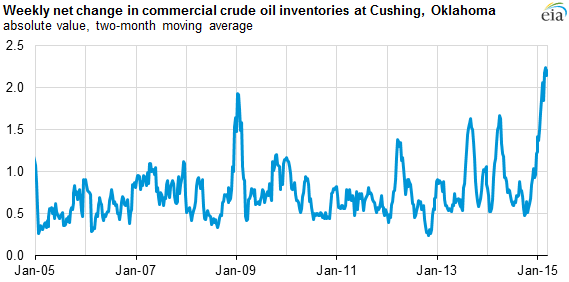 Weekly net change in commercial crude oil inventories at Cushing, Oklahoma
absolute value, two-month moving average
eia
2.5
2.0
1.5
1.0
0.5
0.0
Jan-05 Jan-07 Jan-09 Jan-11 Jan-13 Jan-15